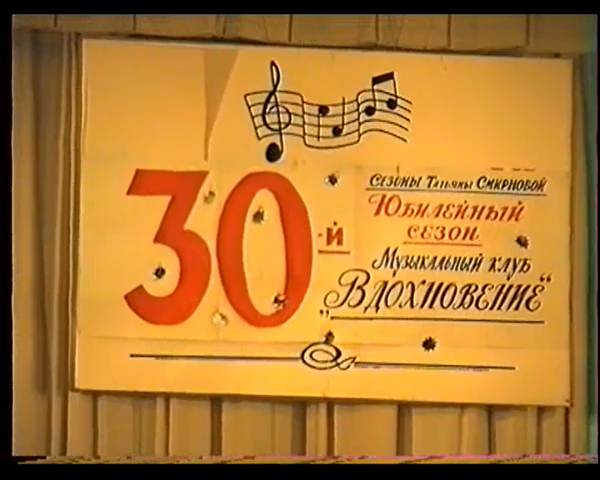 Сезоны Татьяны Смирновой
30-й Юбилейный
сезон
Музыкальный клуб
„Вдохновение“